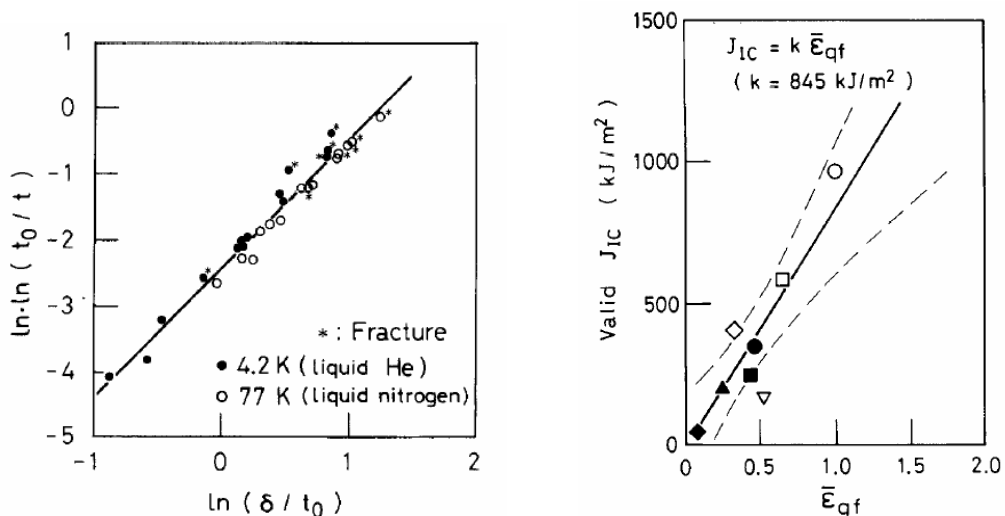 1
0
-1
-2
-3
-4
-5
ln·ln ( t₀ / t )
* : Fracture
4.2 K ( liquid He )
77 K (liquid nitrogen)
-1
0
1
2
ln ( δ / t₀ )
1500
1000
500
0
Valid J_IC ( kJ / m² )
J_IC = k ε̅qf
( k = 845 kJ/m² )
0
0.5
1.0
1.5
2.0
ε̅qf